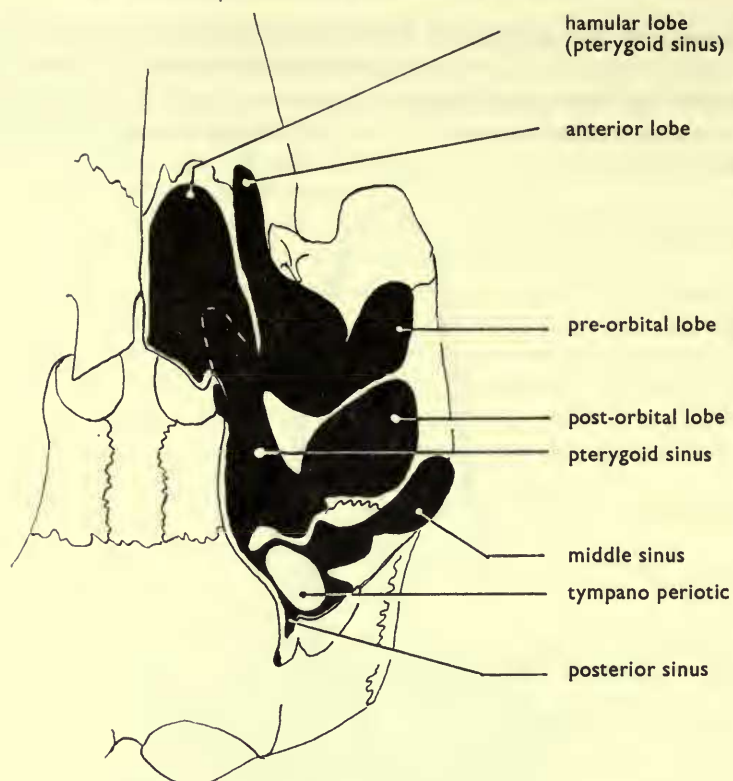 hamular lobe
(pterygoid sinus)
anterior lobe
pre-orbital lobe
post-orbital lobe
pterygoid sinus
middle sinus
tympano periotic
posterior sinus